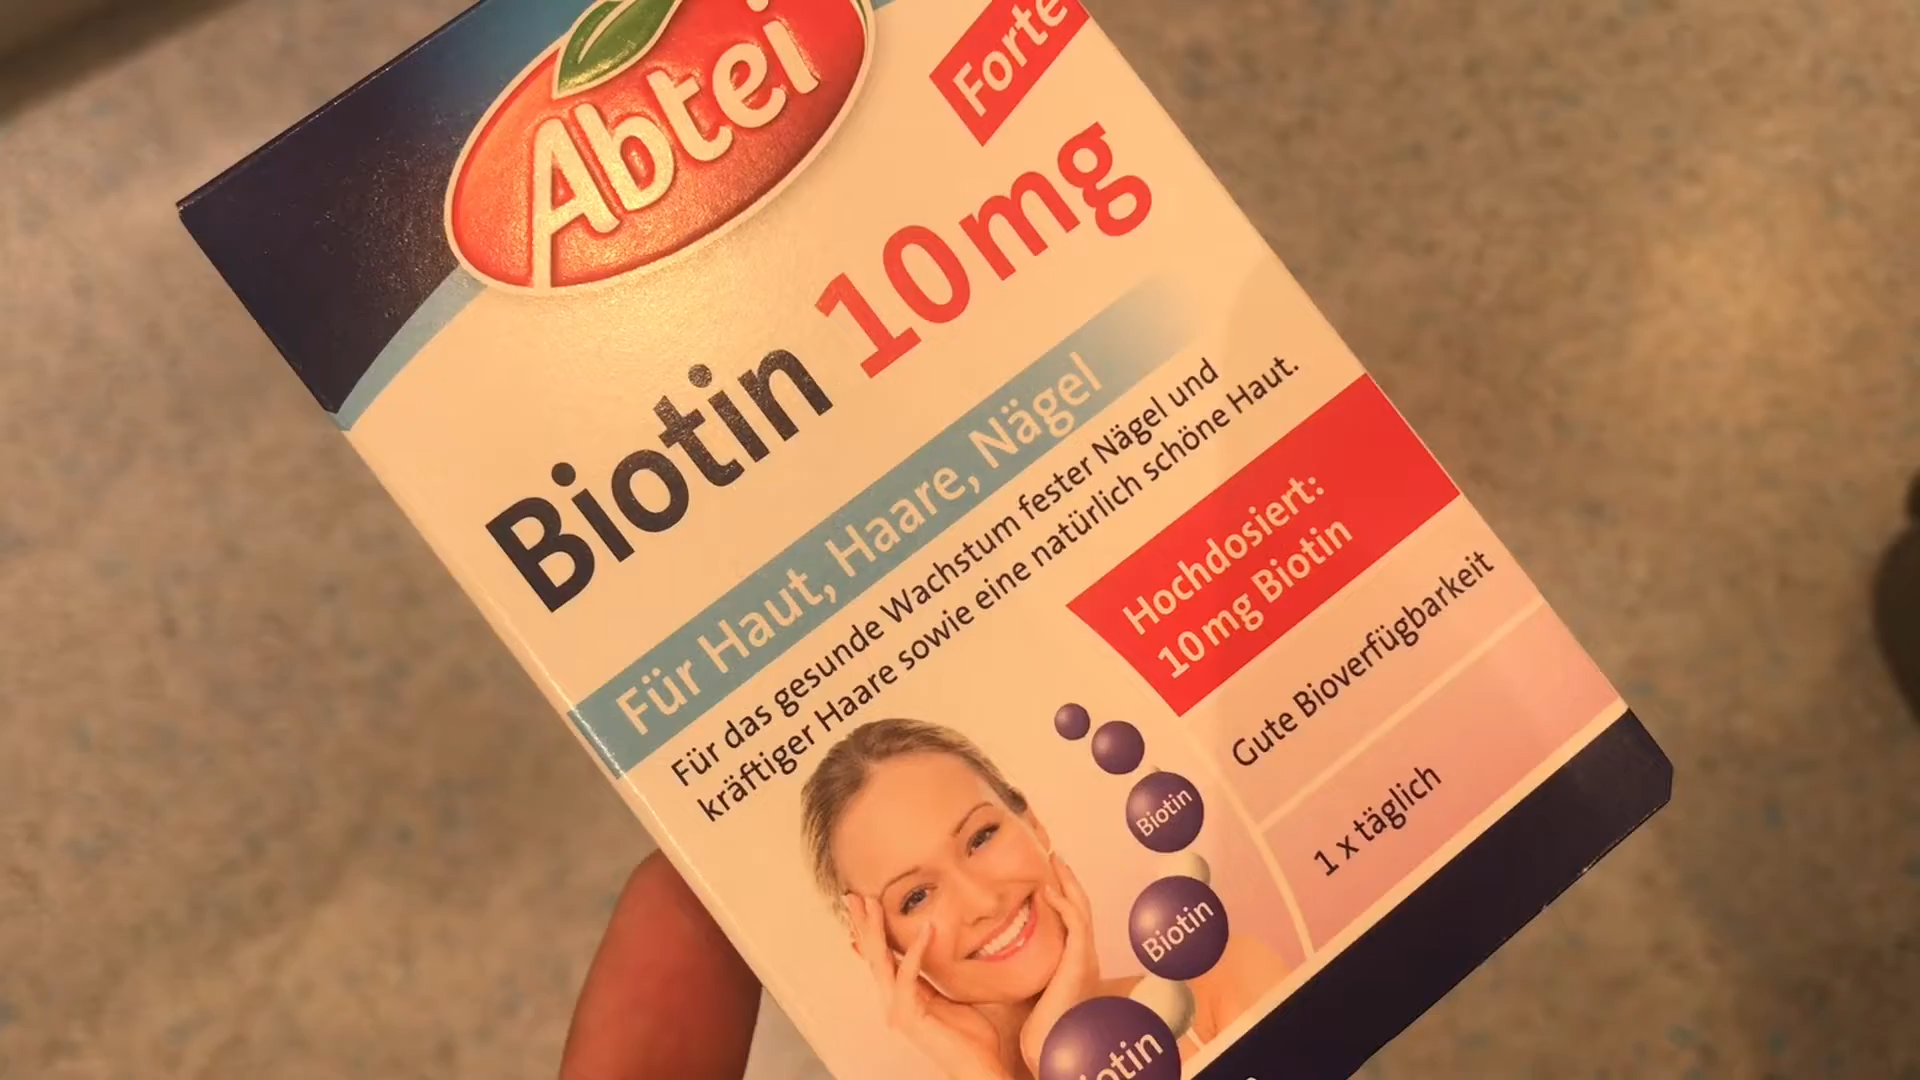 Abtei
Forte
Biotin 10mg
Für Haut, Haare, Nägel
Für das gesunde Wachstum fester Nägel und
kräftiger Haare sowie eine natürlich schöne Haut.
Hochdosiert:
10 mg Biotin
Gute Bioverfügbarkeit
1 x täglich
Biotin
Biotin
iotin